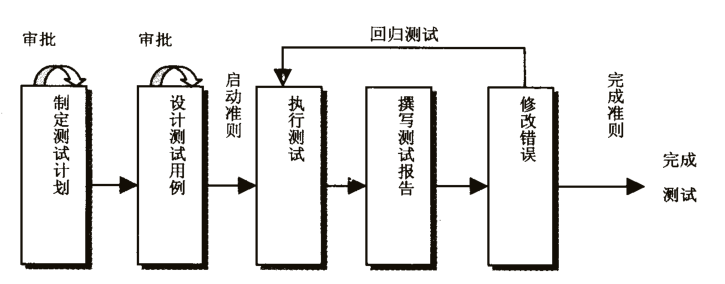 审批
审批
回归测试
制定测试计划
设计测试用例
启动准则
执行测试
撰写测试报告
修改错误
完成准则
完成
测试